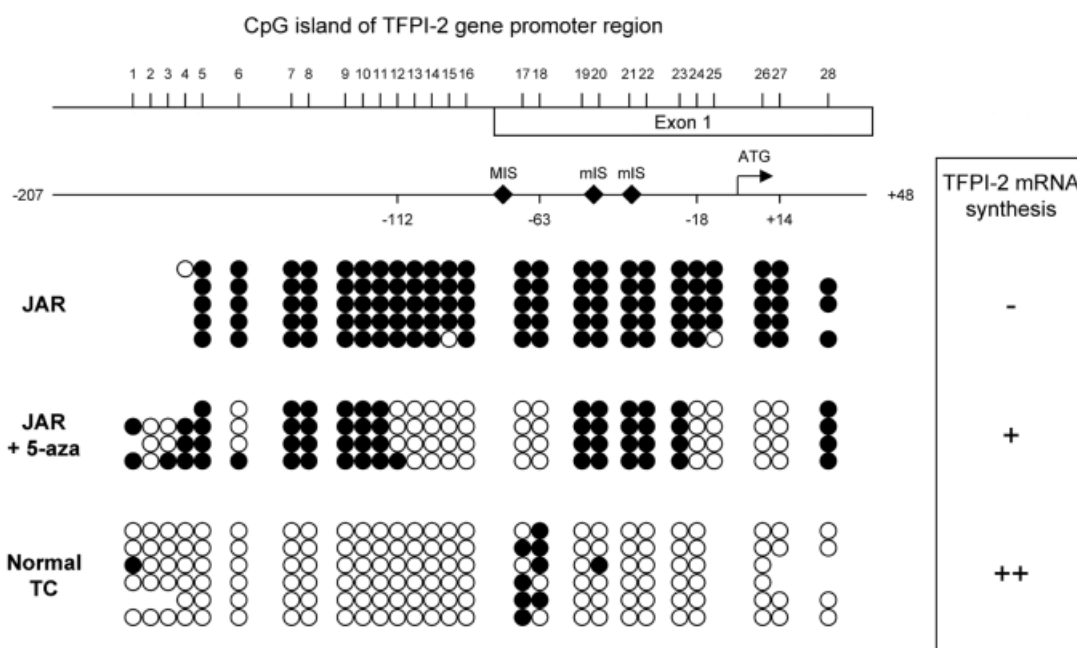 CpG island of TFPI-2 gene promoter region
1 2 3 4 5 6 7 8 9 10 11 12 13 14 15 16 17 18 19 20 21 22 23 24 25 26 27 28
Exon 1
MIS mIS mIS ATG
-207 +48
-112 -63 -18 +14
TFPI-2 mRNA
synthesis
JAR -
JAR
+ 5-aza +
Normal
TC ++